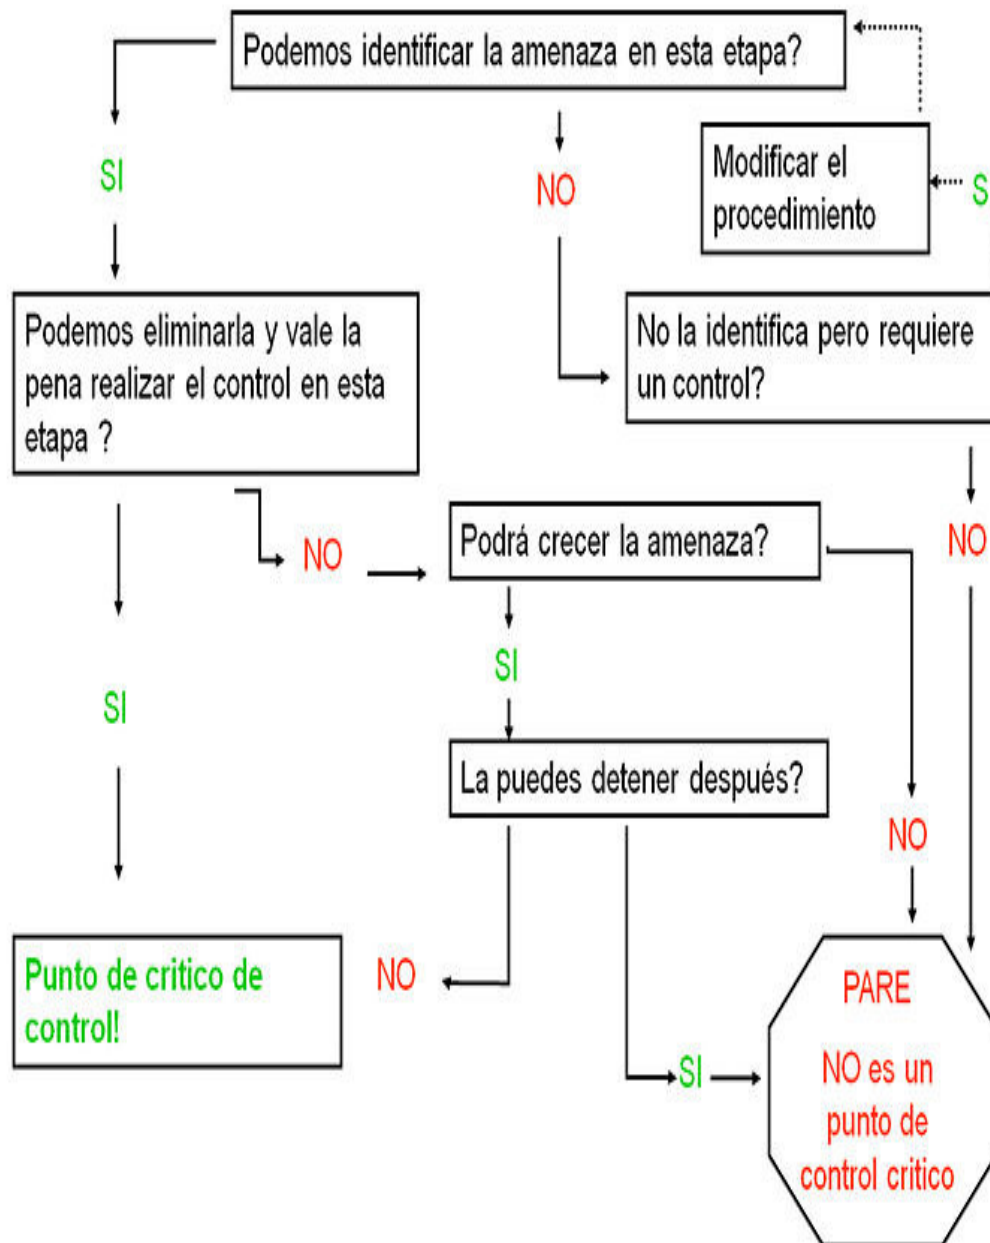 Podemos identificar la amenaza en esta etapa?
SI
NO
Modificar el
procedimiento
S
Podemos eliminarla y vale la
pena realizar el control en esta
etapa ?
No la identifica pero requiere
un control?
NO
Podrá crecer la amenaza?
NO
SI
SI
La puedes detener después?
NO
Punto de critico de
control!
NO
SI
PARE
NO es un
punto de
control critico